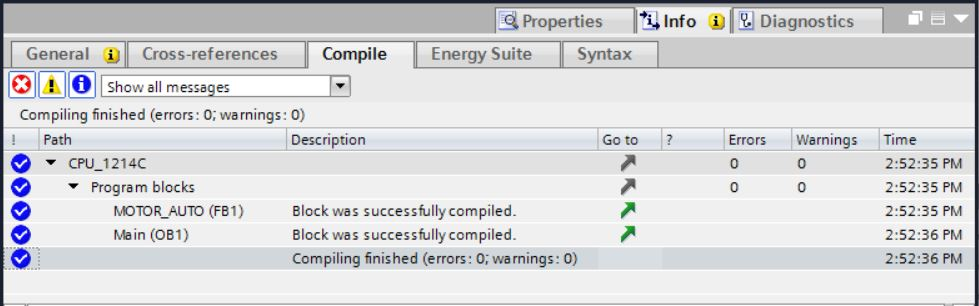 Properties Info Diagnostics
General Cross-references Compile Energy Suite Syntax
Show all messages
Compiling finished (errors: 0; warnings: 0)
! Path Description Go to ? Errors Warnings Time
CPU_1214C 0 0 2:52:35 PM
Program blocks 0 0 2:52:35 PM
MOTOR_AUTO (FB1) Block was successfully compiled. 2:52:35 PM
Main (OB1) Block was successfully compiled. 2:52:36 PM
Compiling finished (errors: 0; warnings: 0) 2:52:36 PM